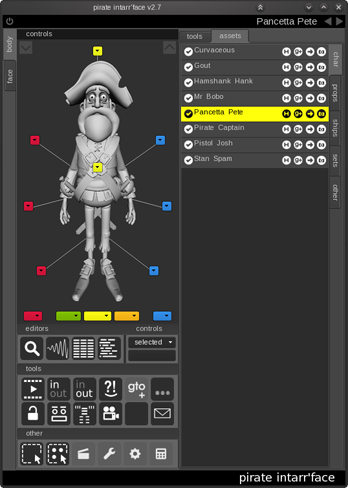 pirate intarr'face v2.7
Pancetta Pete
controls
tools
assets
body
face
Curvaceous
Gout
Hamshank Hank
Mr Bobo
Pancetta Pete
Pirate Captain
Pistol Josh
Stan Spam
char
props
ships
sets
other
editors
controls
selected
tools
in
out
in
out
?!
gto
+
other
pirate intarr'face